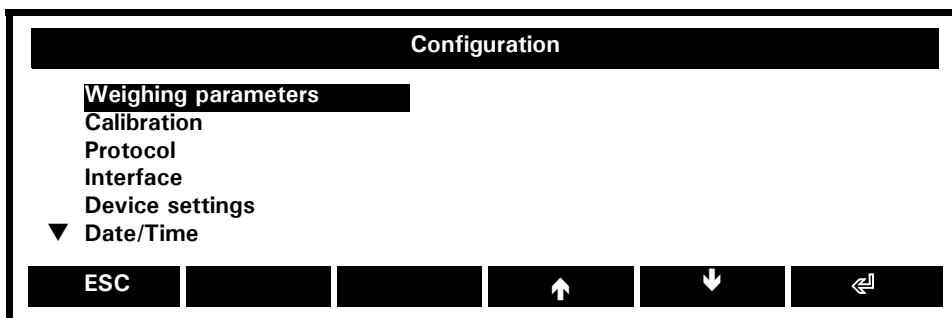 Configuration
Weighing parameters
Calibration
Protocol
Interface
Device settings
▼ Date/Time
ESC ↑ ↓ ↵